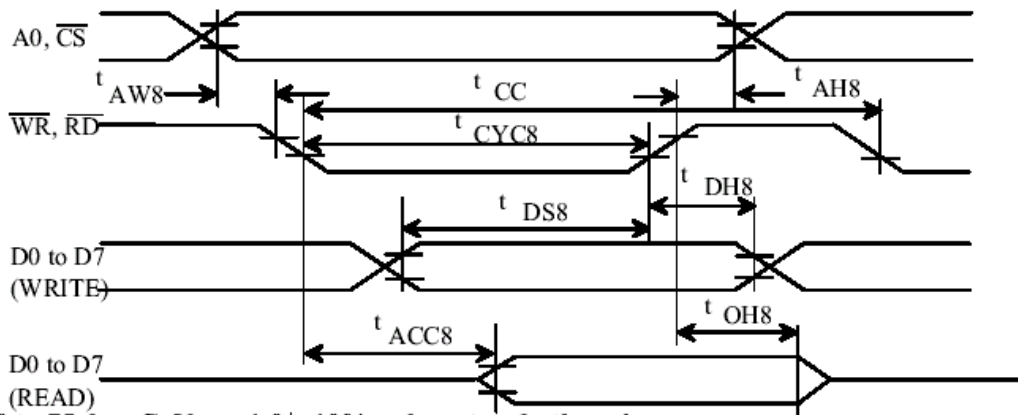 A0, CS
t AW8
t CC
t AH8
WR, RD
t CYC8
t DH8
t DS8
D0 to D7
(WRITE)
t OH8
t ACC8
D0 to D7
(READ)